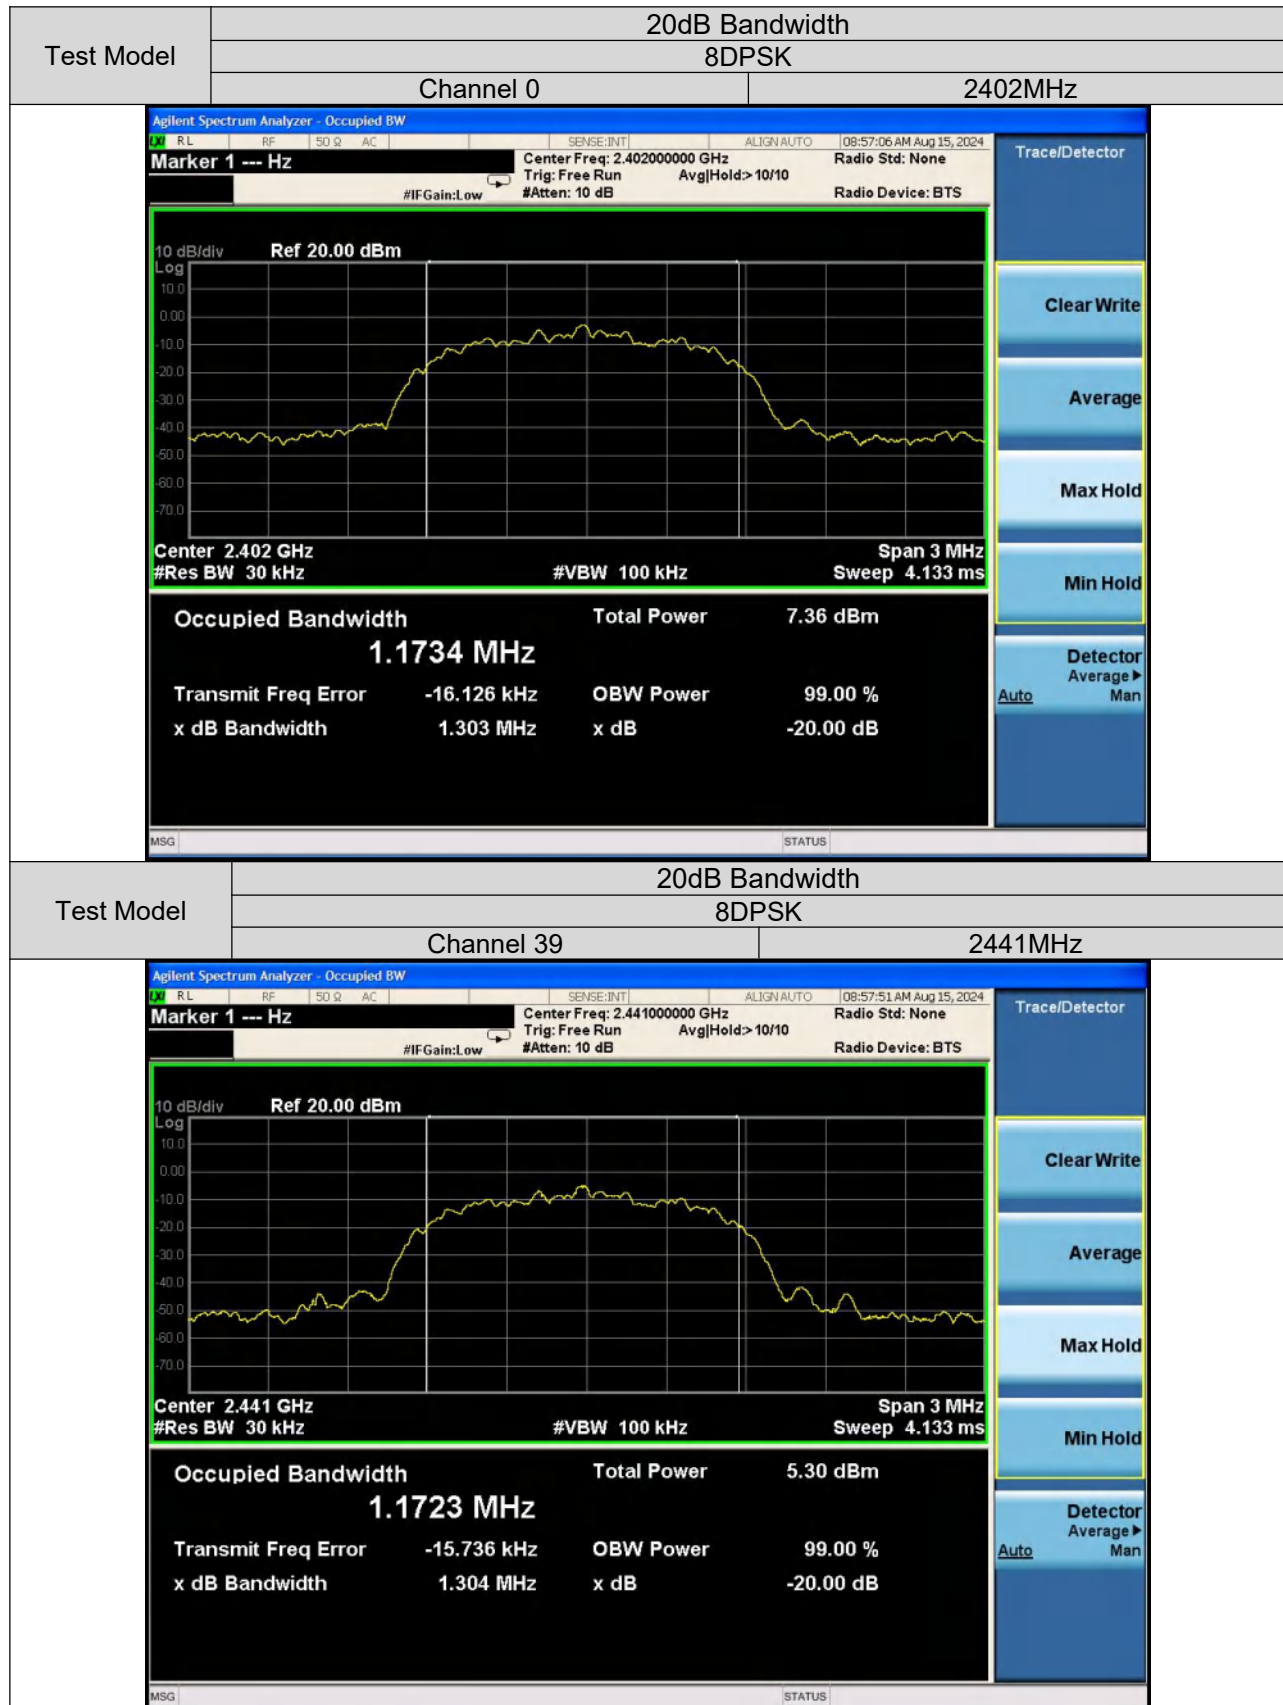 20dB Bandwidth
Test Model
8DPSK
Channel 0 2402MHz
Agilent Spectrum Analyzer - Occupied BW
LXI RL RF 50 Ω AC SENSE:INT ALIGN AUTO 08:57:06 AM Aug 15, 2024
Marker 1 --- Hz Center Freq: 2.402000000 GHz Radio Std: None Trace/Detector
Trig: Free Run Avg|Hold:> 10/10
#IFGain:Low #Atten: 10 dB Radio Device: BTS
10 dB/div Ref 20.00 dBm
Log
10.0
Clear Write
0.00
-10.0
-20.0
-30.0 Average
-40.0
-50.0
-60.0
Max Hold
-70.0
Center 2.402 GHz Span 3 MHz
#Res BW 30 kHz #VBW 100 kHz Sweep 4.133 ms
Min Hold
Occupied Bandwidth Total Power 7.36 dBm
1.1734 MHz
Detector
Average ▶
Transmit Freq Error -16.126 kHz OBW Power 99.00 % Auto Man
x dB Bandwidth 1.303 MHz x dB -20.00 dB
MSG STATUS
20dB Bandwidth
Test Model
8DPSK
Channel 39 2441MHz
Agilent Spectrum Analyzer - Occupied BW
LXI RL RF 50 Ω AC SENSE:INT ALIGN AUTO 08:57:51 AM Aug 15, 2024
Marker 1 --- Hz Center Freq: 2.441000000 GHz Radio Std: None Trace/Detector
Trig: Free Run Avg|Hold:> 10/10
#IFGain:Low #Atten: 10 dB Radio Device: BTS
10 dB/div Ref 20.00 dBm
Log
10.0
Clear Write
0.00
-10.0
-20.0
-30.0 Average
-40.0
-50.0
-60.0
Max Hold
-70.0
Center 2.441 GHz Span 3 MHz
#Res BW 30 kHz #VBW 100 kHz Sweep 4.133 ms
Min Hold
Occupied Bandwidth Total Power 5.30 dBm
1.1723 MHz
Detector
Average ▶
Transmit Freq Error -15.736 kHz OBW Power 99.00 % Auto Man
x dB Bandwidth 1.304 MHz x dB -20.00 dB
MSG STATUS